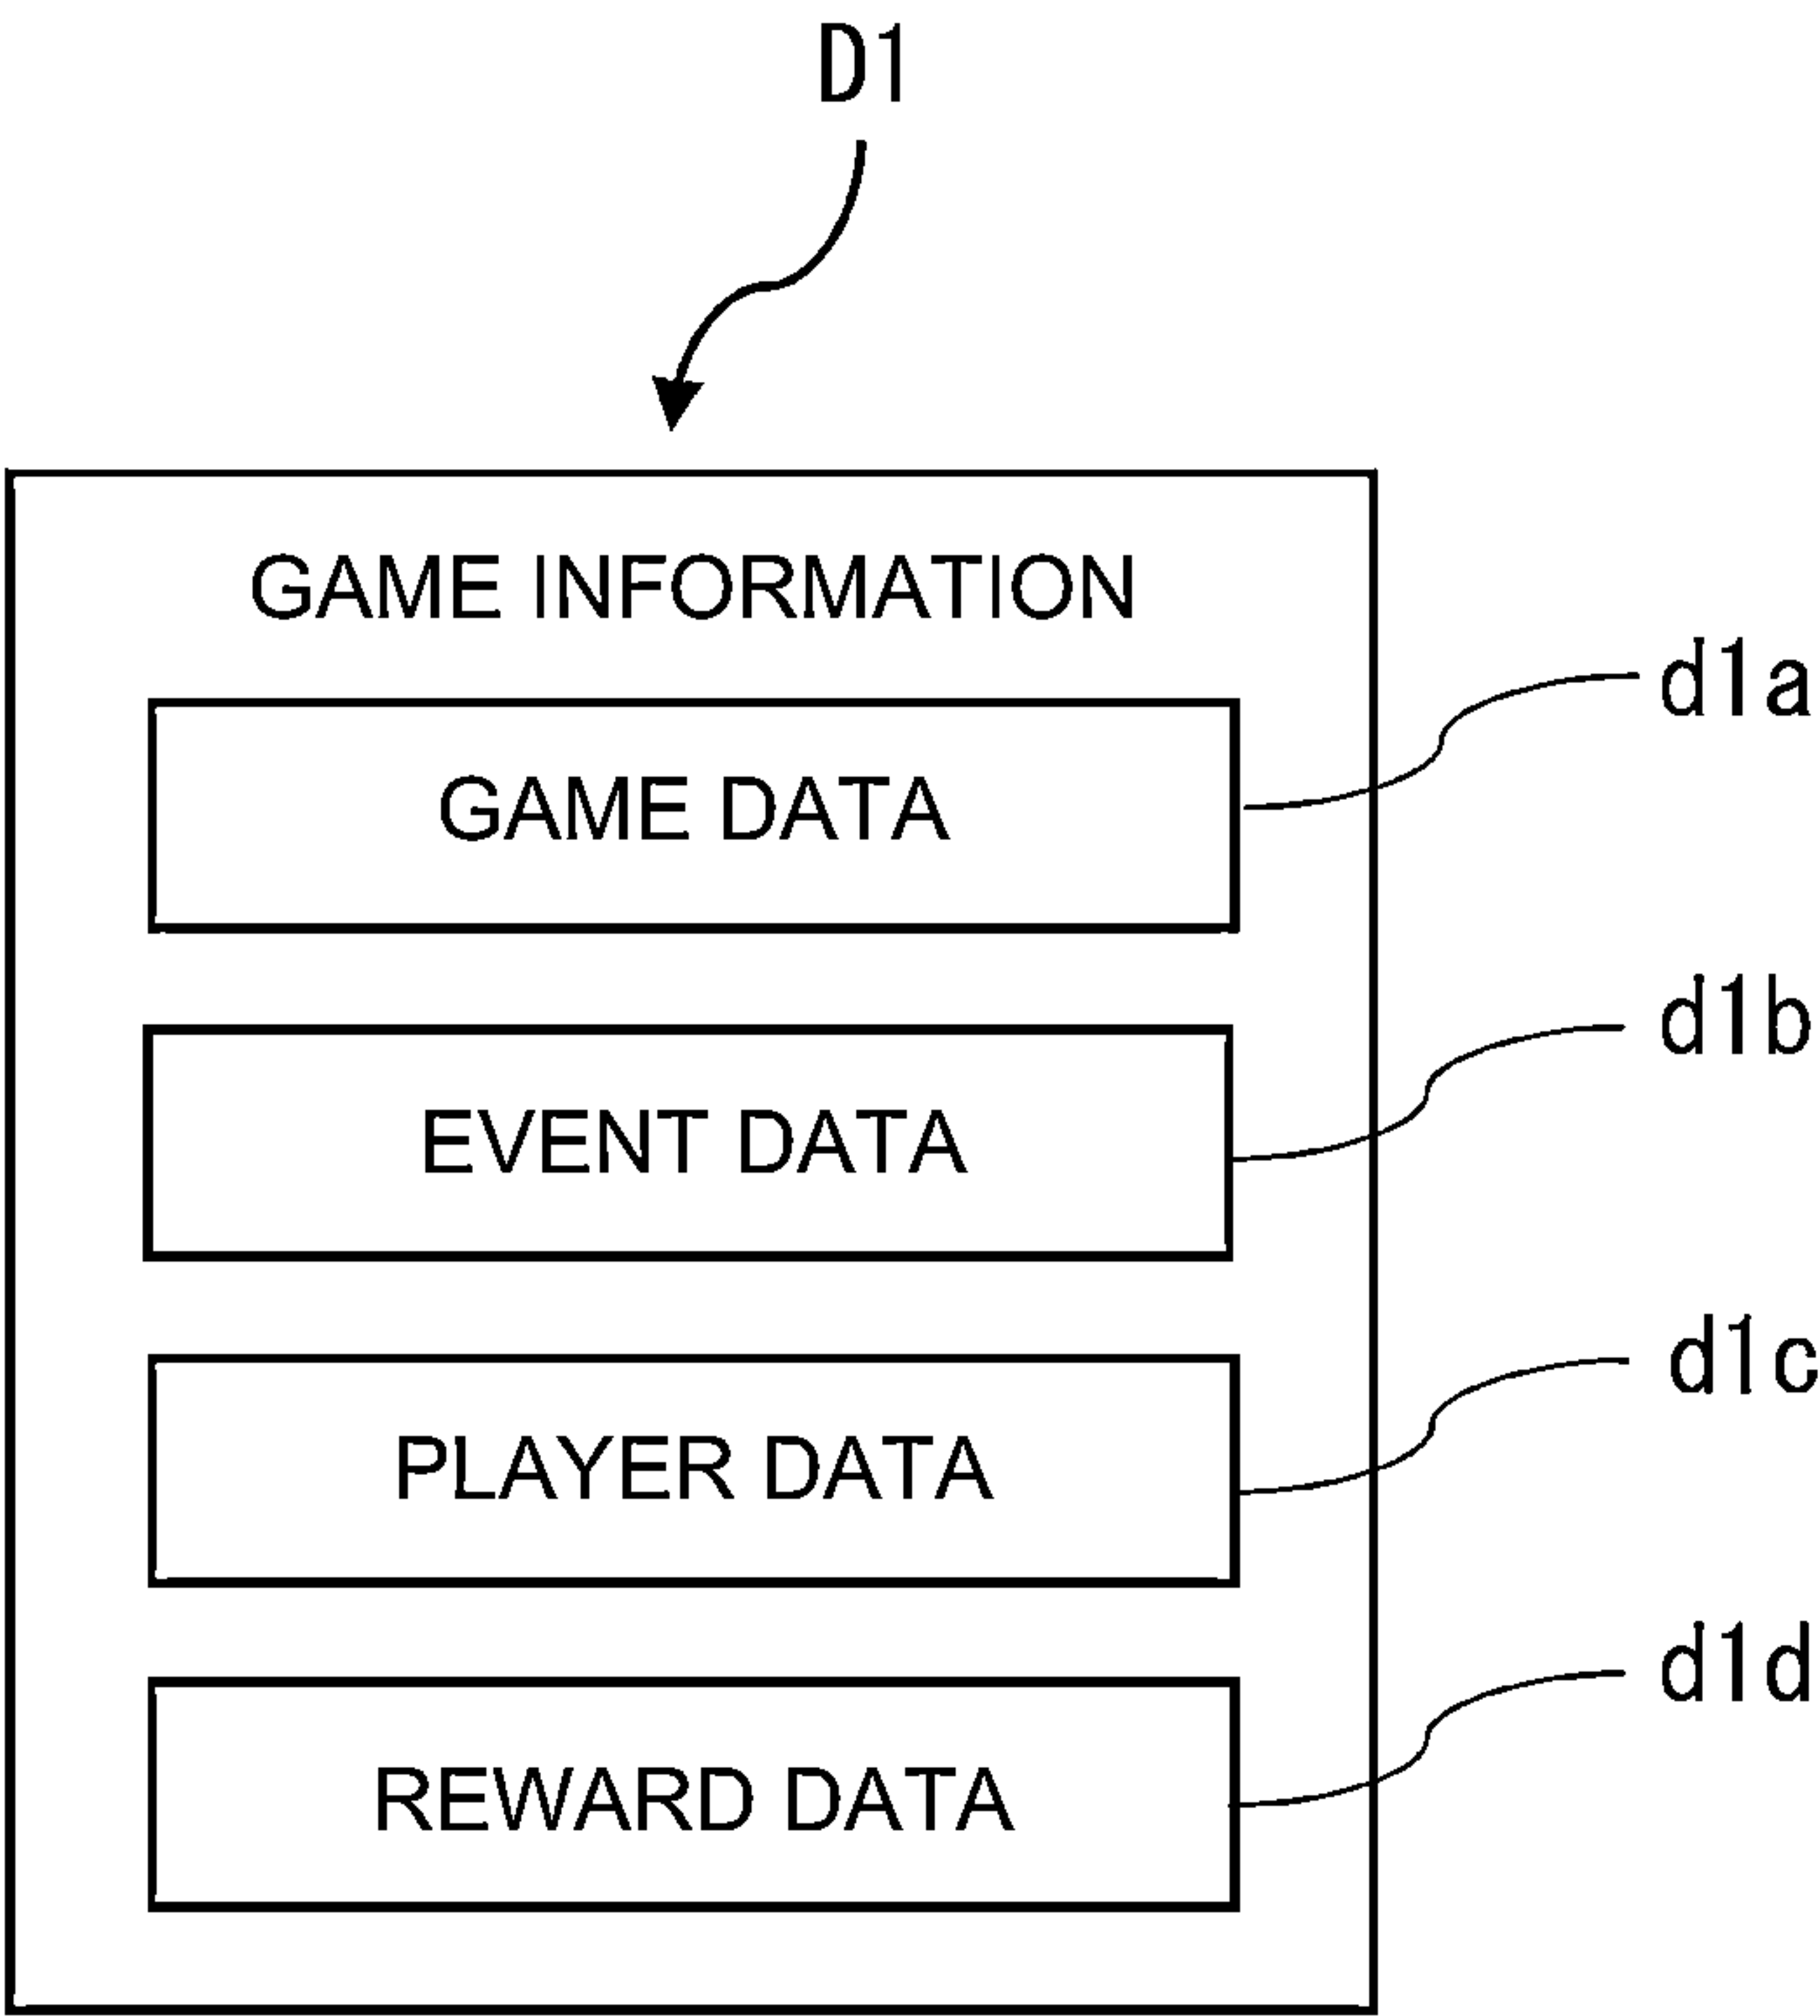 D1
GAME INFORMATION
d1a
GAME DATA
d1b
EVENT DATA
d1c
PLAYER DATA
d1d
REWARD DATA